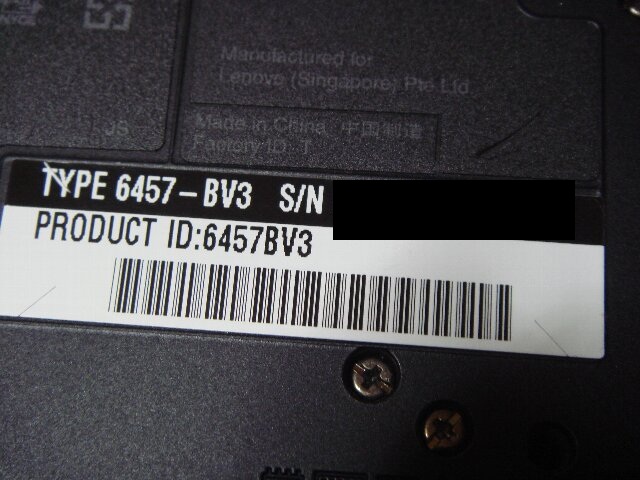 Manufactured for
Lenovo (Singapore) Pte Ltd
JS
Made in China 中国制造
Factory ID: T
TYPE 6457-BV3 S/N
PRODUCT ID:6457BV3